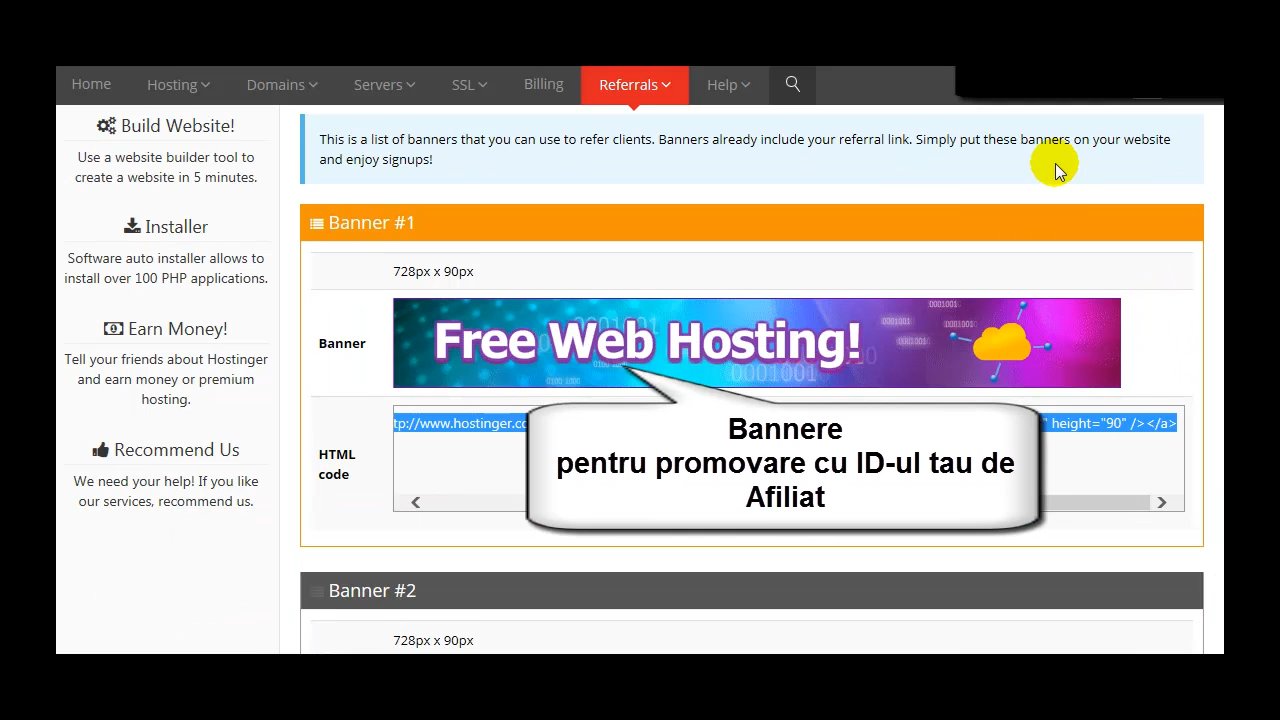 Home Hosting Domains Servers SSL Billing Referrals Help
Build Website!
Use a website builder tool to
create a website in 5 minutes.
Installer
Software auto installer allows to
install over 100 PHP applications.
Earn Money!
Tell your friends about Hostinger
and earn money or premium
hosting.
Recommend Us
We need your help! If you like
our services, recommend us.
This is a list of banners that you can use to refer clients. Banners already include your referral link. Simply put these banners on your website
and enjoy signups!
Banner #1
728px x 90px
Banner
Free Web Hosting!
HTML
code
tp://www.hostinger.co
" height="90" /></a>
Bannere
pentru promovare cu ID-ul tau de
Afiliat
Banner #2
728px x 90px